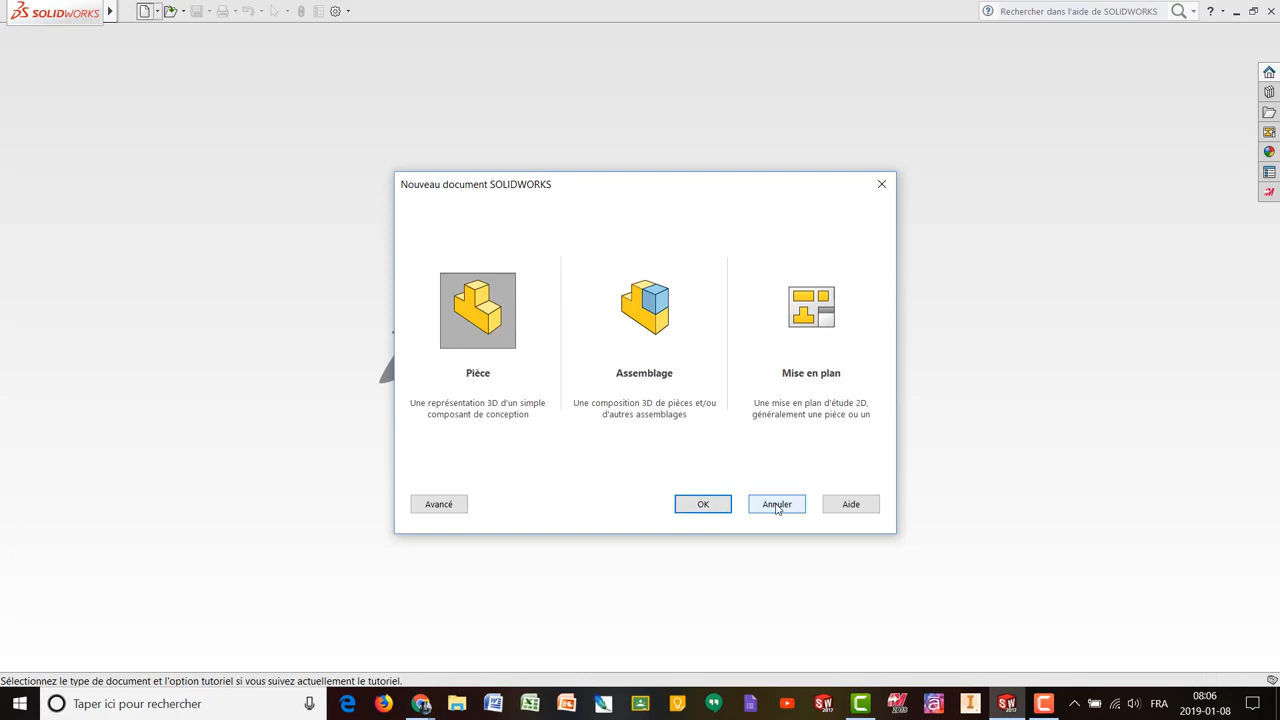 SOLIDWORKS
Rechercher dans l'aide de SOLIDWORKS
?
Nouveau document SOLIDWORKS
Pièce
Assemblage
Mise en plan
Une représentation 3D d'un simple
composant de conception
Une composition 3D de pièces et/ou
d'autres assemblages
Une mise en plan d'étude 2D,
généralement une pièce ou un
Avancé
OK
Annuler
Aide
Sélectionnez le type de document et l'option tutoriel si vous suivez actuellement le tutoriel.
Taper ici pour rechercher
FRA
08:06
2019-01-08